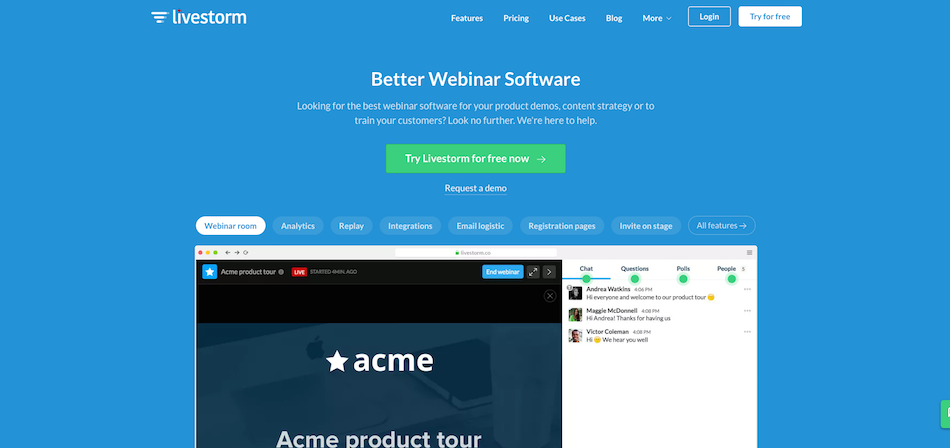 livestorm
Features Pricing Use Cases Blog More Login Try for free
Better Webinar Software
Looking for the best webinar software for your product demos, content strategy or to
train your customers? Look no further. We're here to help.
Try Livestorm for free now →
Request a demo
Webinar room Analytics Replay Integrations Email logistic Registration pages Invite on stage All features →
livestorm.co
Acme product tour LIVE STARTED 4MIN. AGO End webinar
Chat Questions Polls People 5
Andrea Watkins 4:06 PM
Hi everyone and welcome to our product tour 😊
Maggie McDonnell 4:08 PM
Hi Andrea! Thanks for having us
Victor Coleman 4:08 PM
Hi 😊 We hear you well
acme
Acme product tour